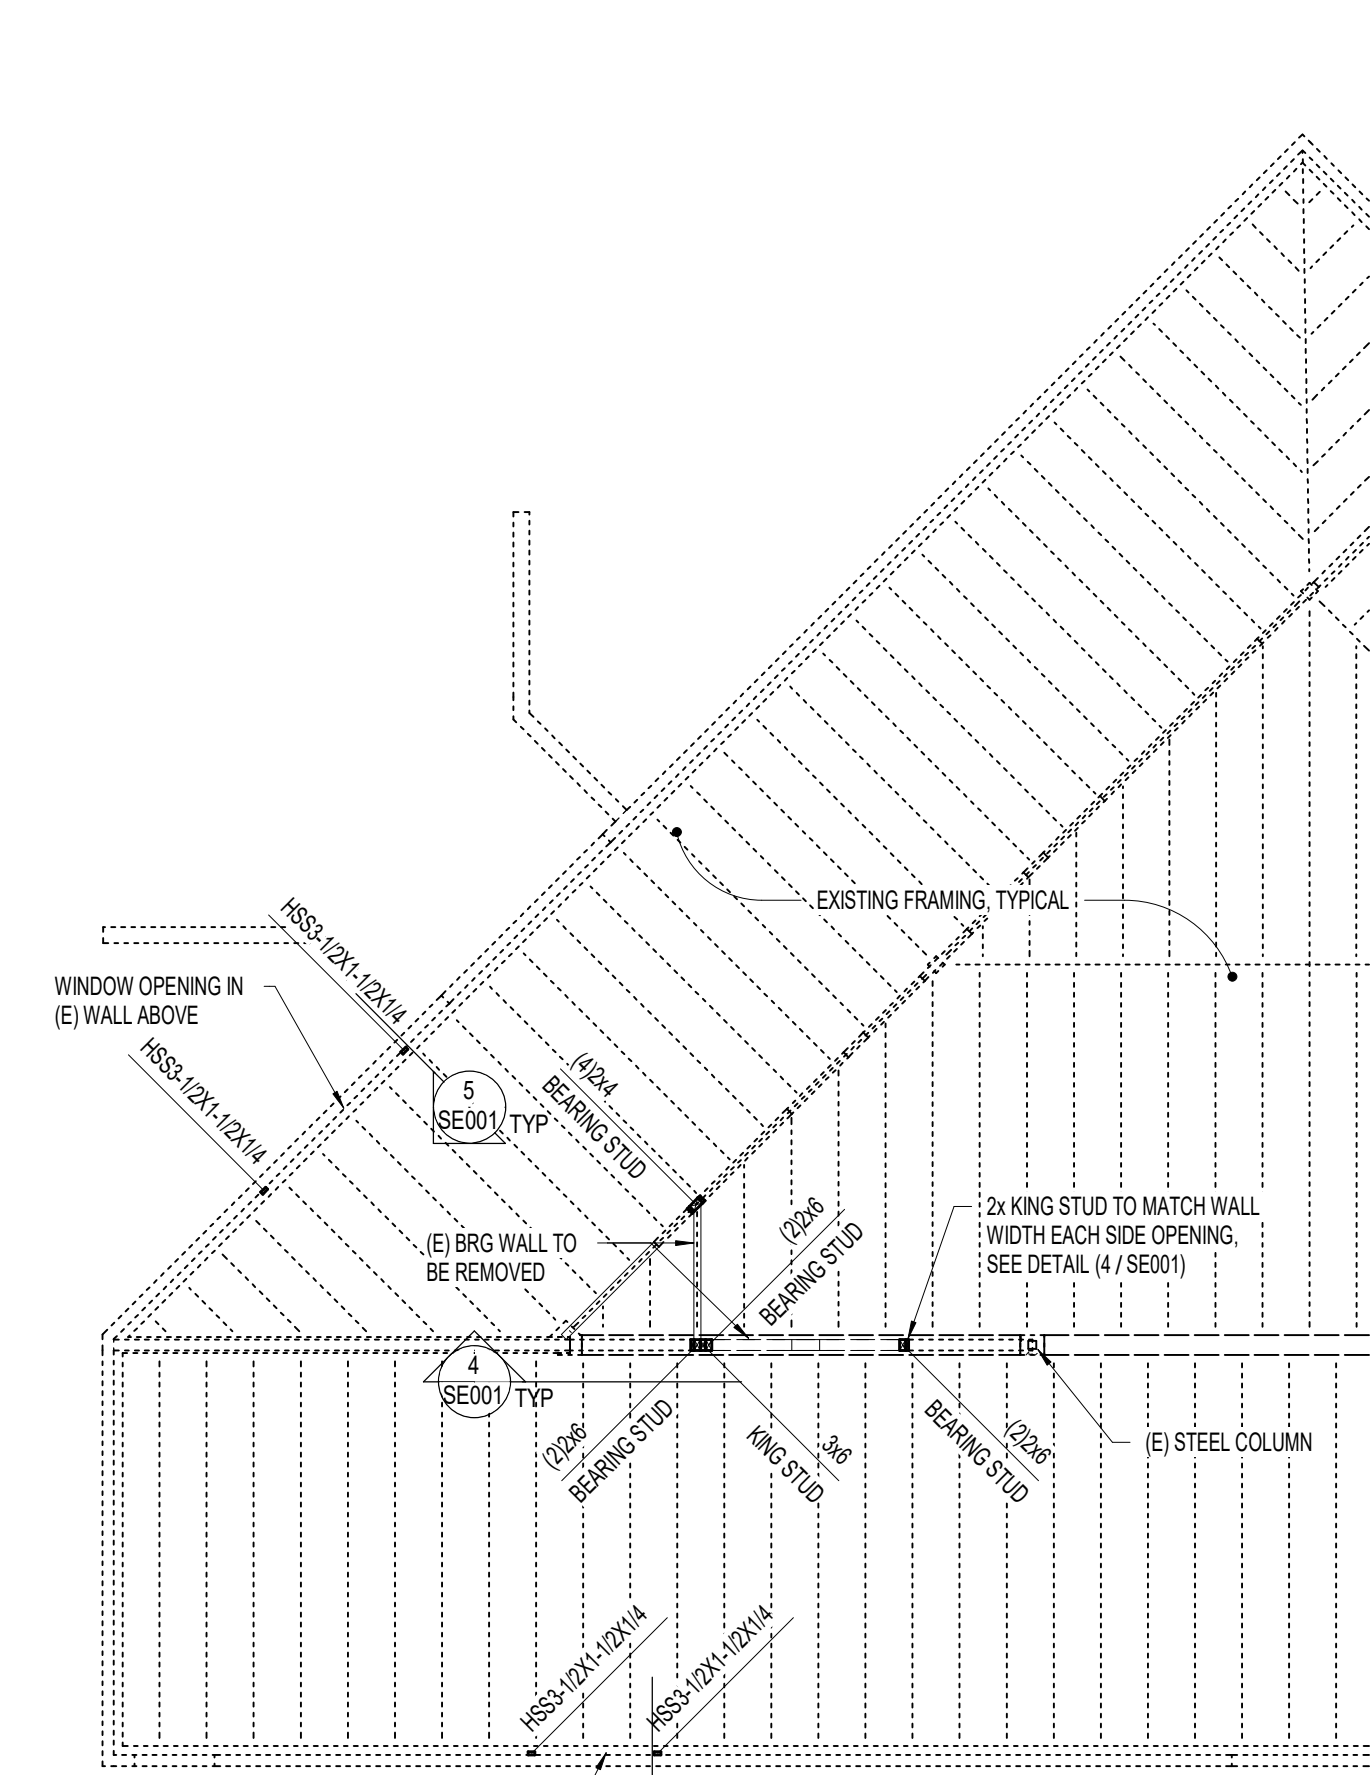 EXISTING FRAMING, TYPICAL
HSS3-1/2X1-1/2X1/4
WINDOW OPENING IN
(E) WALL ABOVE
HSS3-1/2X1-1/2X1/4
5
SE001
TYP
(4)2x4
BEARING STUD
(E) BRG WALL TO
BE REMOVED
(2)2x6
BEARING STUD
2x KING STUD TO MATCH WALL
WIDTH EACH SIDE OPENING,
SEE DETAIL (4 / SE001)
4
SE001
TYP
(2)2x6
BEARING STUD
3x6
KING STUD
(2)2x6
BEARING STUD
(E) STEEL COLUMN
HSS3-1/2X1-1/2X1/4
HSS3-1/2X1-1/2X1/4